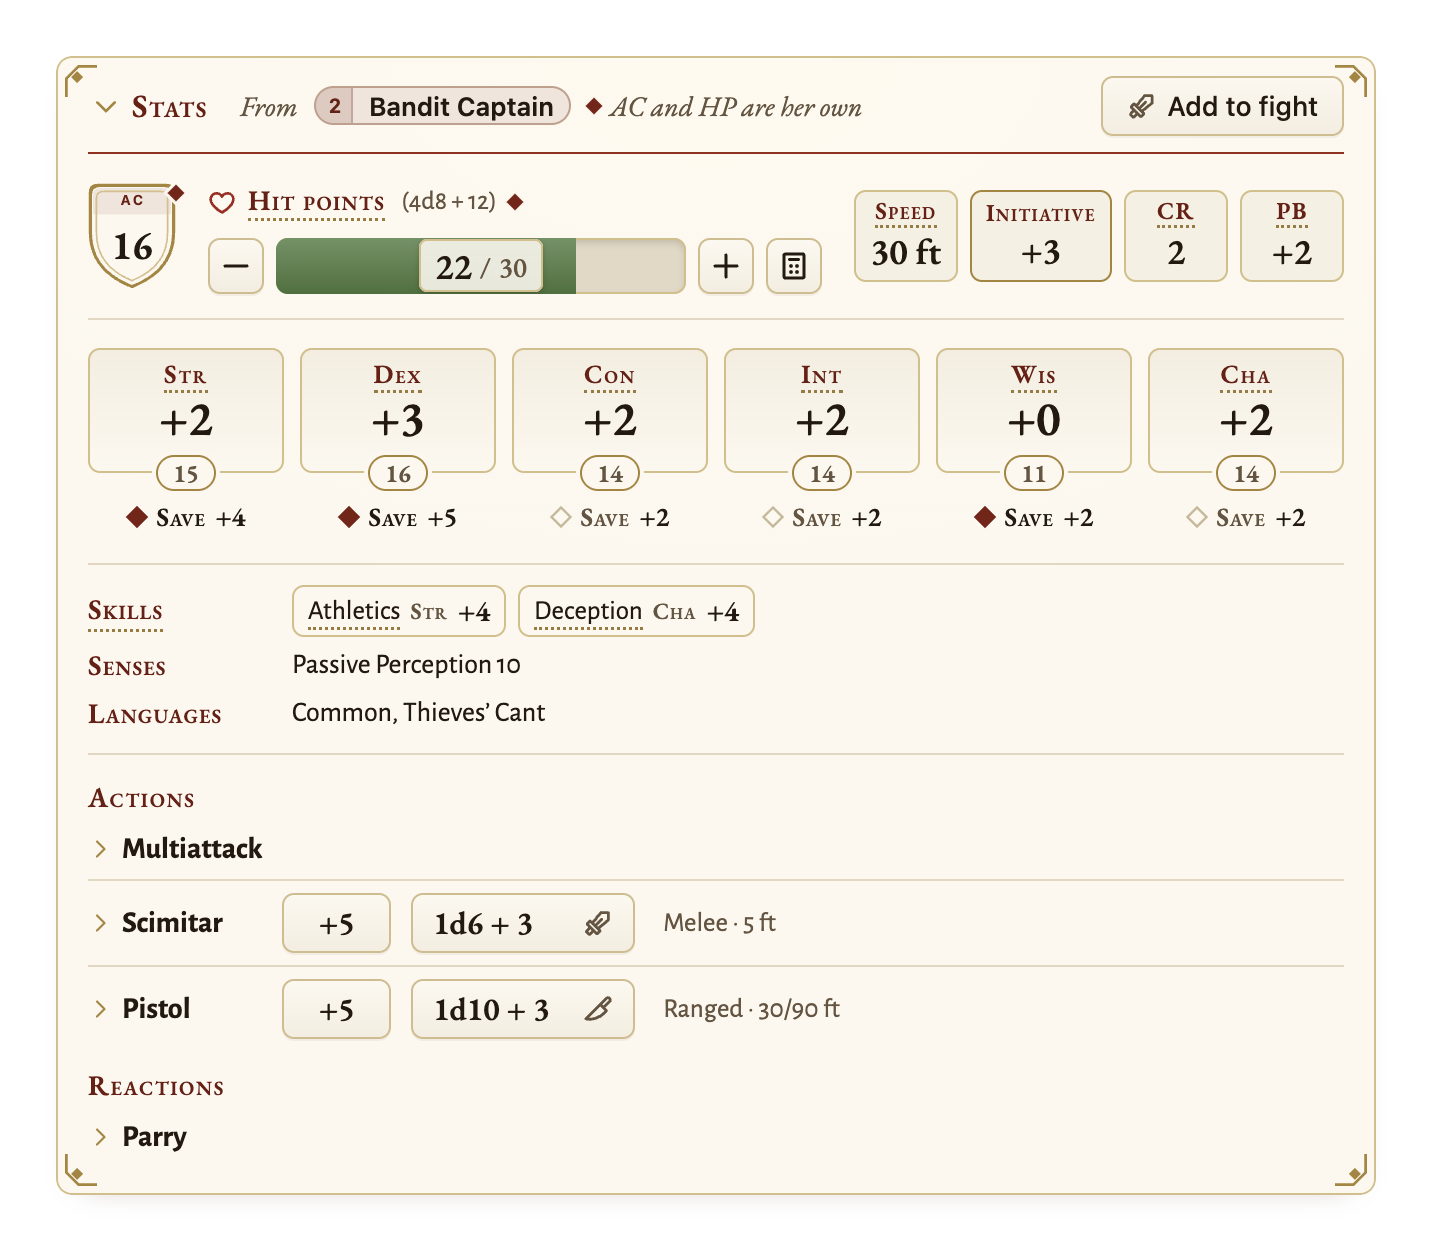 Stats From 2 Bandit Captain AC and HP are her own Add to fight
AC 16
Hit points (4d8 + 12)
22 / 30
Speed 30 ft
Initiative +3
CR 2
PB +2
Str Dex Con Int Wis Cha
+2 +3 +2 +2 +0 +2
15 16 14 14 11 14
Save +4 Save +5 Save +2 Save +2 Save +2 Save +2
Skills Athletics Str +4 Deception Cha +4
Senses Passive Perception 10
Languages Common, Thieves’ Cant
Actions
Multiattack
Scimitar +5 1d6 + 3 Melee · 5 ft
Pistol +5 1d10 + 3 Ranged · 30/90 ft
Reactions
Parry